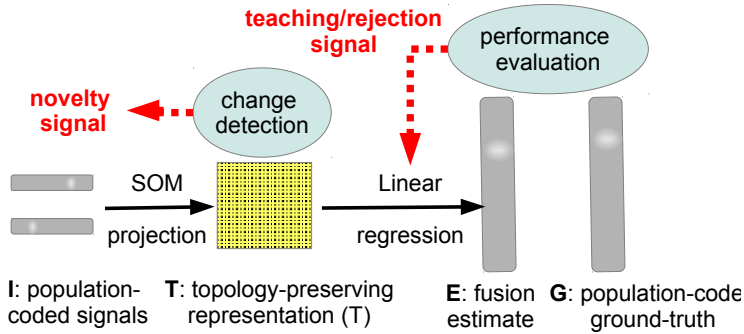 teaching/rejection
signal
performance
evaluation
novelty
signal
change
detection
SOM
projection
Linear
regression
I: population-
coded signals
T: topology-preserving
representation (T)
E: fusion
estimate
G: population-code
ground-truth